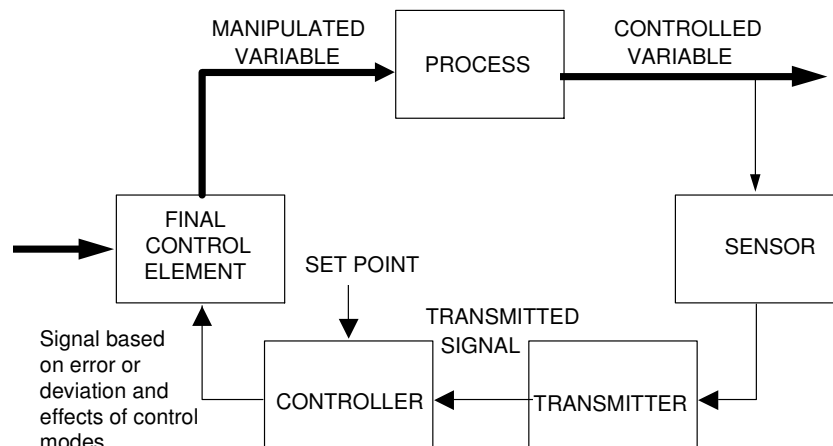 MANIPULATED
VARIABLE
PROCESS
CONTROLLED
VARIABLE
FINAL
CONTROL
ELEMENT
SENSOR
SET POINT
TRANSMITTED
SIGNAL
Signal based
on error or
deviation and
effects of control
modes
CONTROLLER
TRANSMITTER